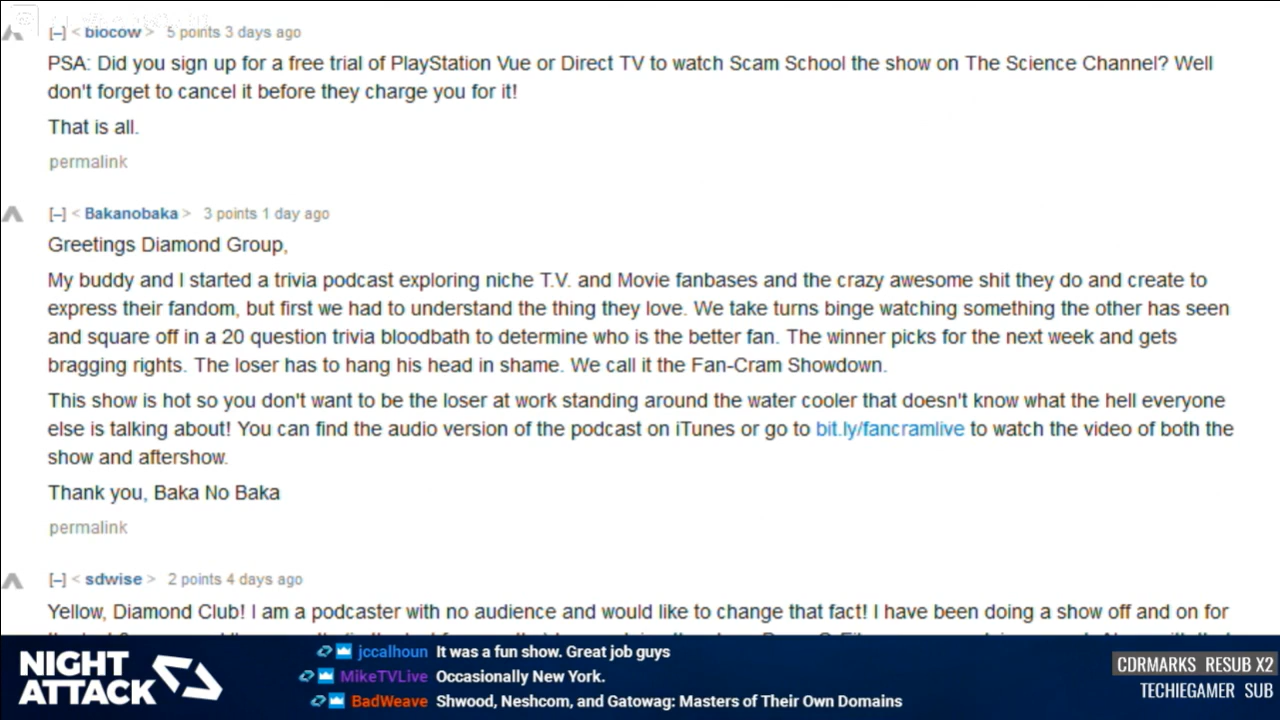 [–] < biocow > 5 points 3 days ago
PSA: Did you sign up for a free trial of PlayStation Vue or Direct TV to watch Scam School the show on The Science Channel? Well
don't forget to cancel it before they charge you for it!
That is all.
permalink
[–] < Bakanobaka > 3 points 1 day ago
Greetings Diamond Group,
My buddy and I started a trivia podcast exploring niche T.V. and Movie fanbases and the crazy awesome shit they do and create to
express their fandom, but first we had to understand the thing they love. We take turns binge watching something the other has seen
and square off in a 20 question trivia bloodbath to determine who is the better fan. The winner picks for the next week and gets
bragging rights. The loser has to hang his head in shame. We call it the Fan-Cram Showdown.
This show is hot so you don't want to be the loser at work standing around the water cooler that doesn't know what the hell everyone
else is talking about! You can find the audio version of the podcast on iTunes or go to bit.ly/fancramlive to watch the video of both the
show and aftershow.
Thank you, Baka No Baka
permalink
[–] < sdwise > 2 points 4 days ago
Yellow, Diamond Club! I am a podcaster with no audience and would like to change that fact! I have been doing a show off and on for
NIGHT
ATTACK
jccalhoun It was a fun show. Great job guys
MikeTVLive Occasionally New York.
BadWeave Shwood, Neshcom, and Gatowag: Masters of Their Own Domains
CDRMARKS RESUB X2
TECHIEGAMER SUB